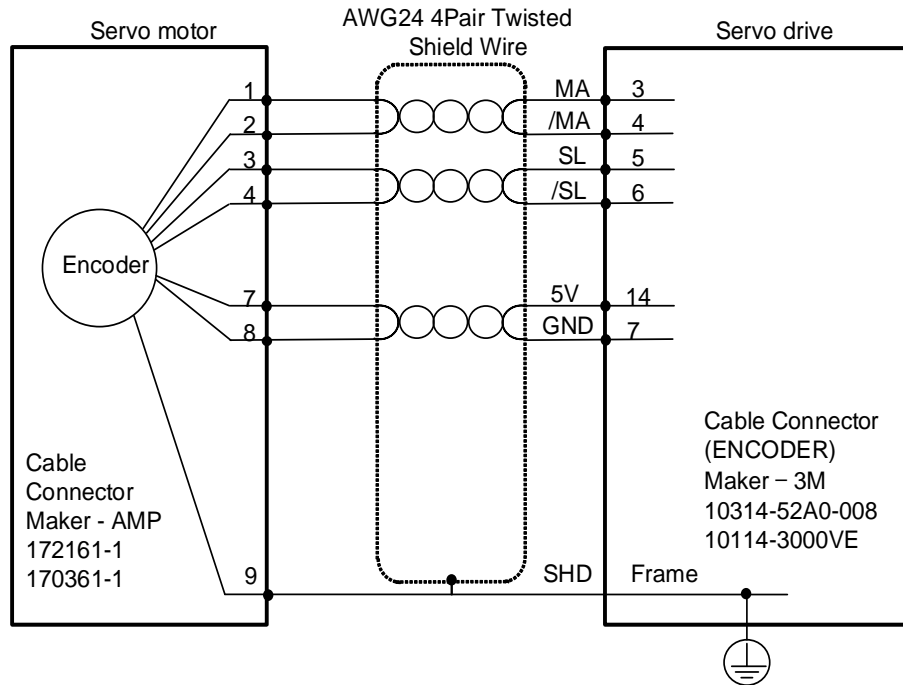 AWG24 4Pair Twisted
Shield Wire
Servo motor
Servo drive
1 MA 3
2 /MA 4
3 SL 5
4 /SL 6
Encoder
7 5V 14
8 GND 7
Cable
Connector
Maker - AMP
172161-1
170361-1
Cable Connector
(ENCODER)
Maker – 3M
10314-52A0-008
10114-3000VE
9 SHD Frame